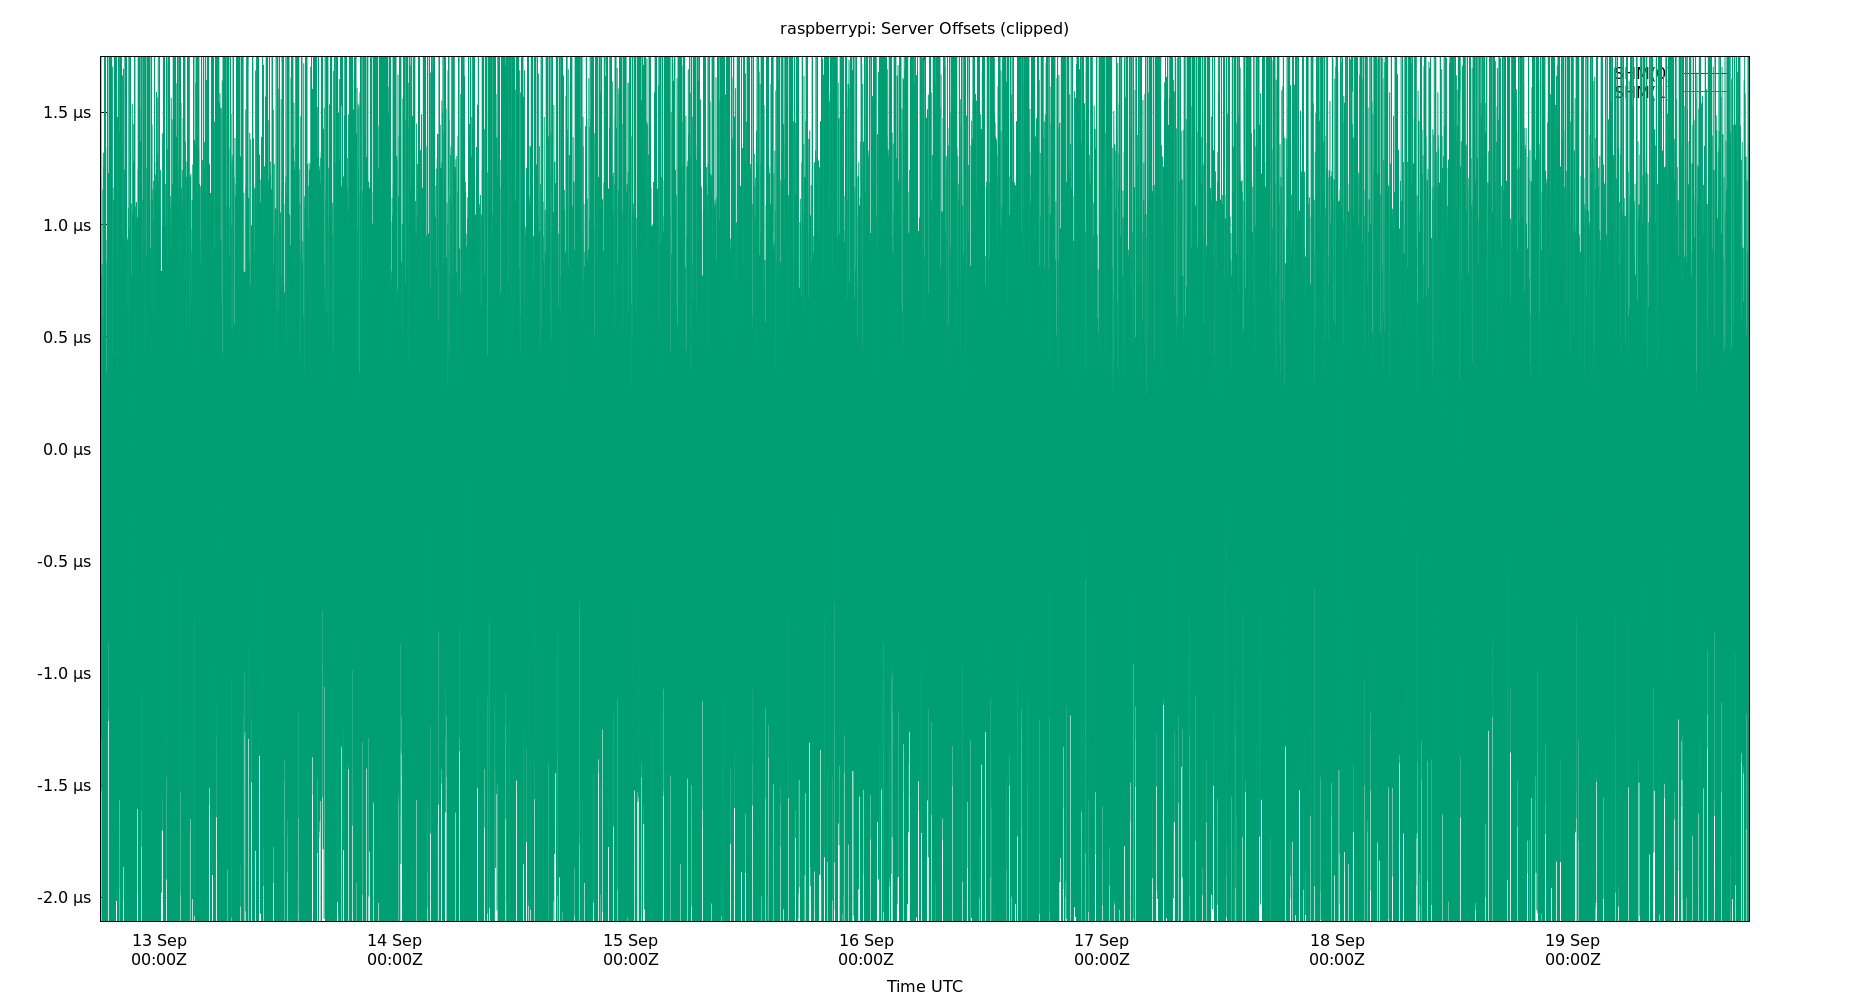 raspberrypi: Server Offsets (clipped)
SHM(0)
1.5 µs
1.0 µs
0.5 µs
0.0 µs
-0.5 µs
-1.0 µs
-1.5 µs
-2.0 µs
13 Sep 14 Sep 15 Sep 16 Sep 17 Sep 18 Sep 19 Sep
00:00Z 00:00Z 00:00Z 00:00Z 00:00Z 00:00Z 00:00Z
Time UTC